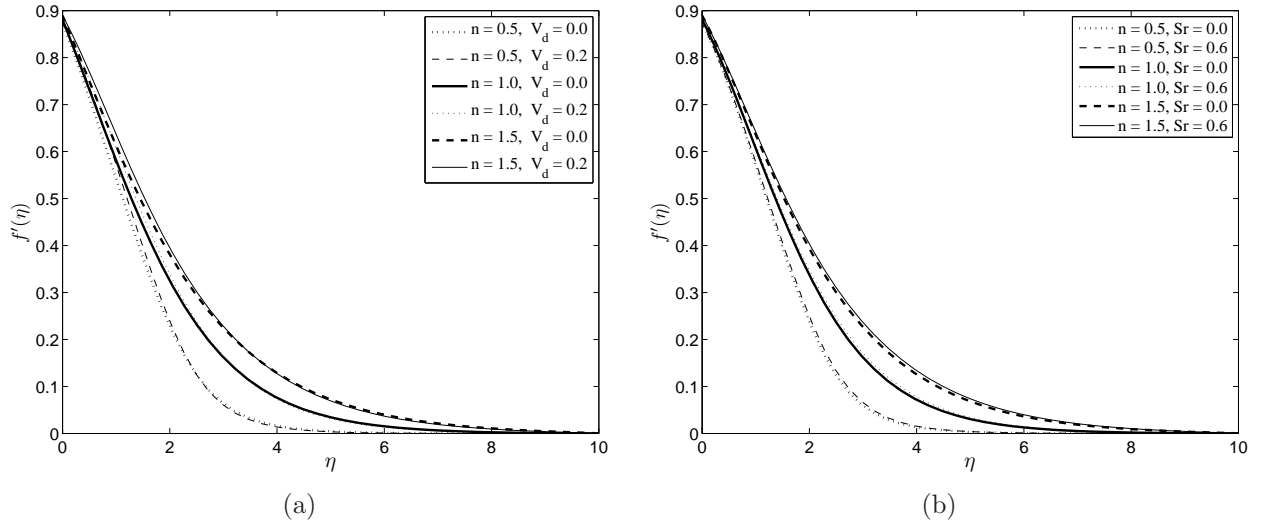 0.9
0.8
0.7
0.6
0.5
0.4
0.3
0.2
0.1
0
f′(η)
0 2 4 6 8 10
η
n = 0.5, V_d = 0.0
n = 0.5, V_d = 0.2
n = 1.0, V_d = 0.0
n = 1.0, V_d = 0.2
n = 1.5, V_d = 0.0
n = 1.5, V_d = 0.2
(a)
0.9
0.8
0.7
0.6
0.5
0.4
0.3
0.2
0.1
0
f′(η)
0 2 4 6 8 10
η
n = 0.5, Sr = 0.0
n = 0.5, Sr = 0.6
n = 1.0, Sr = 0.0
n = 1.0, Sr = 0.6
n = 1.5, Sr = 0.0
n = 1.5, Sr = 0.6
(b)